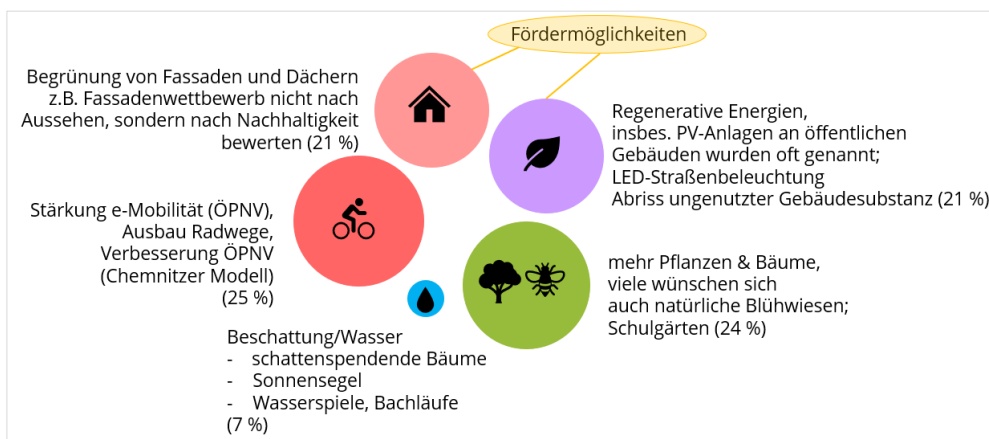 Fördermöglichkeiten
Begrünung von Fassaden und Dächern
z.B. Fassadenwettbewerb nicht nach
Aussehen, sondern nach Nachhaltigkeit
bewerten (21 %)
Regenerative Energien,
insbes. PV-Anlagen an öffentlichen
Gebäuden wurden oft genannt;
LED-Straßenbeleuchtung
Abriss ungenutzter Gebäudesubstanz (21 %)
Stärkung e-Mobilität (ÖPNV),
Ausbau Radwege,
Verbesserung ÖPNV
(Chemnitzer Modell)
(25 %)
mehr Pflanzen & Bäume,
viele wünschen sich
auch natürliche Blühwiesen;
Schulgärten (24 %)
Beschattung/Wasser
- schattenspendende Bäume
- Sonnensegel
- Wasserspiele, Bachläufe
(7 %)